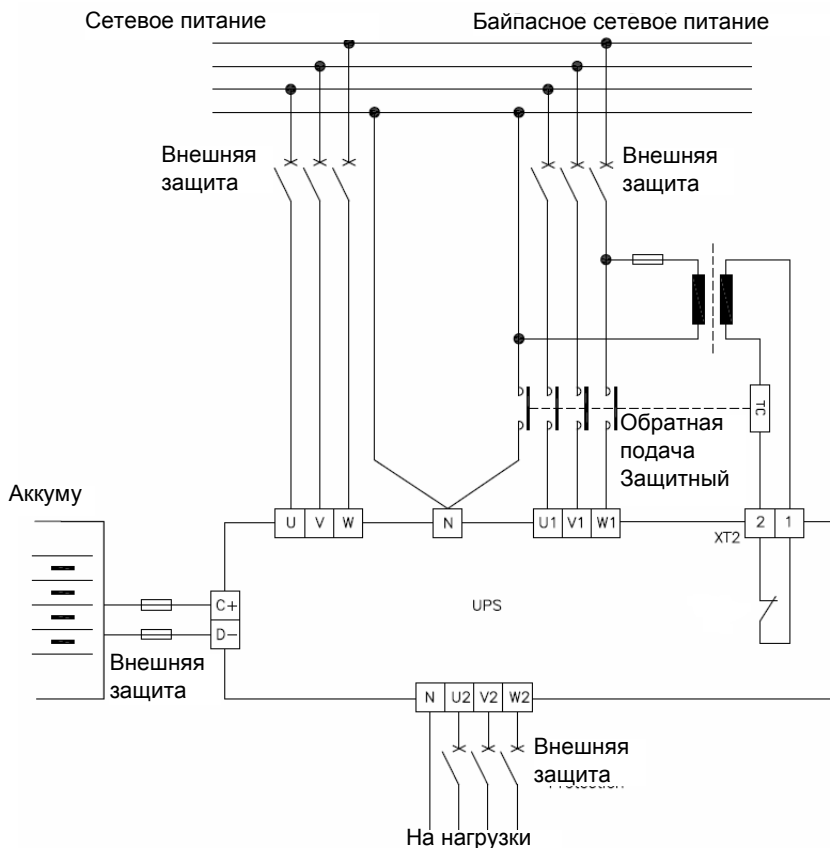 Сетевое питание
Байпасное сетевое питание
Внешняя
защита
Внешняя
защита
TC
Обратная
подача
Защитный
Аккуму
U V W
N
U1 V1 W1
2 1
XT2
C+
D-
UPS
Внешняя
защита
N U2 V2 W2
Внешняя
защита
На нагрузки